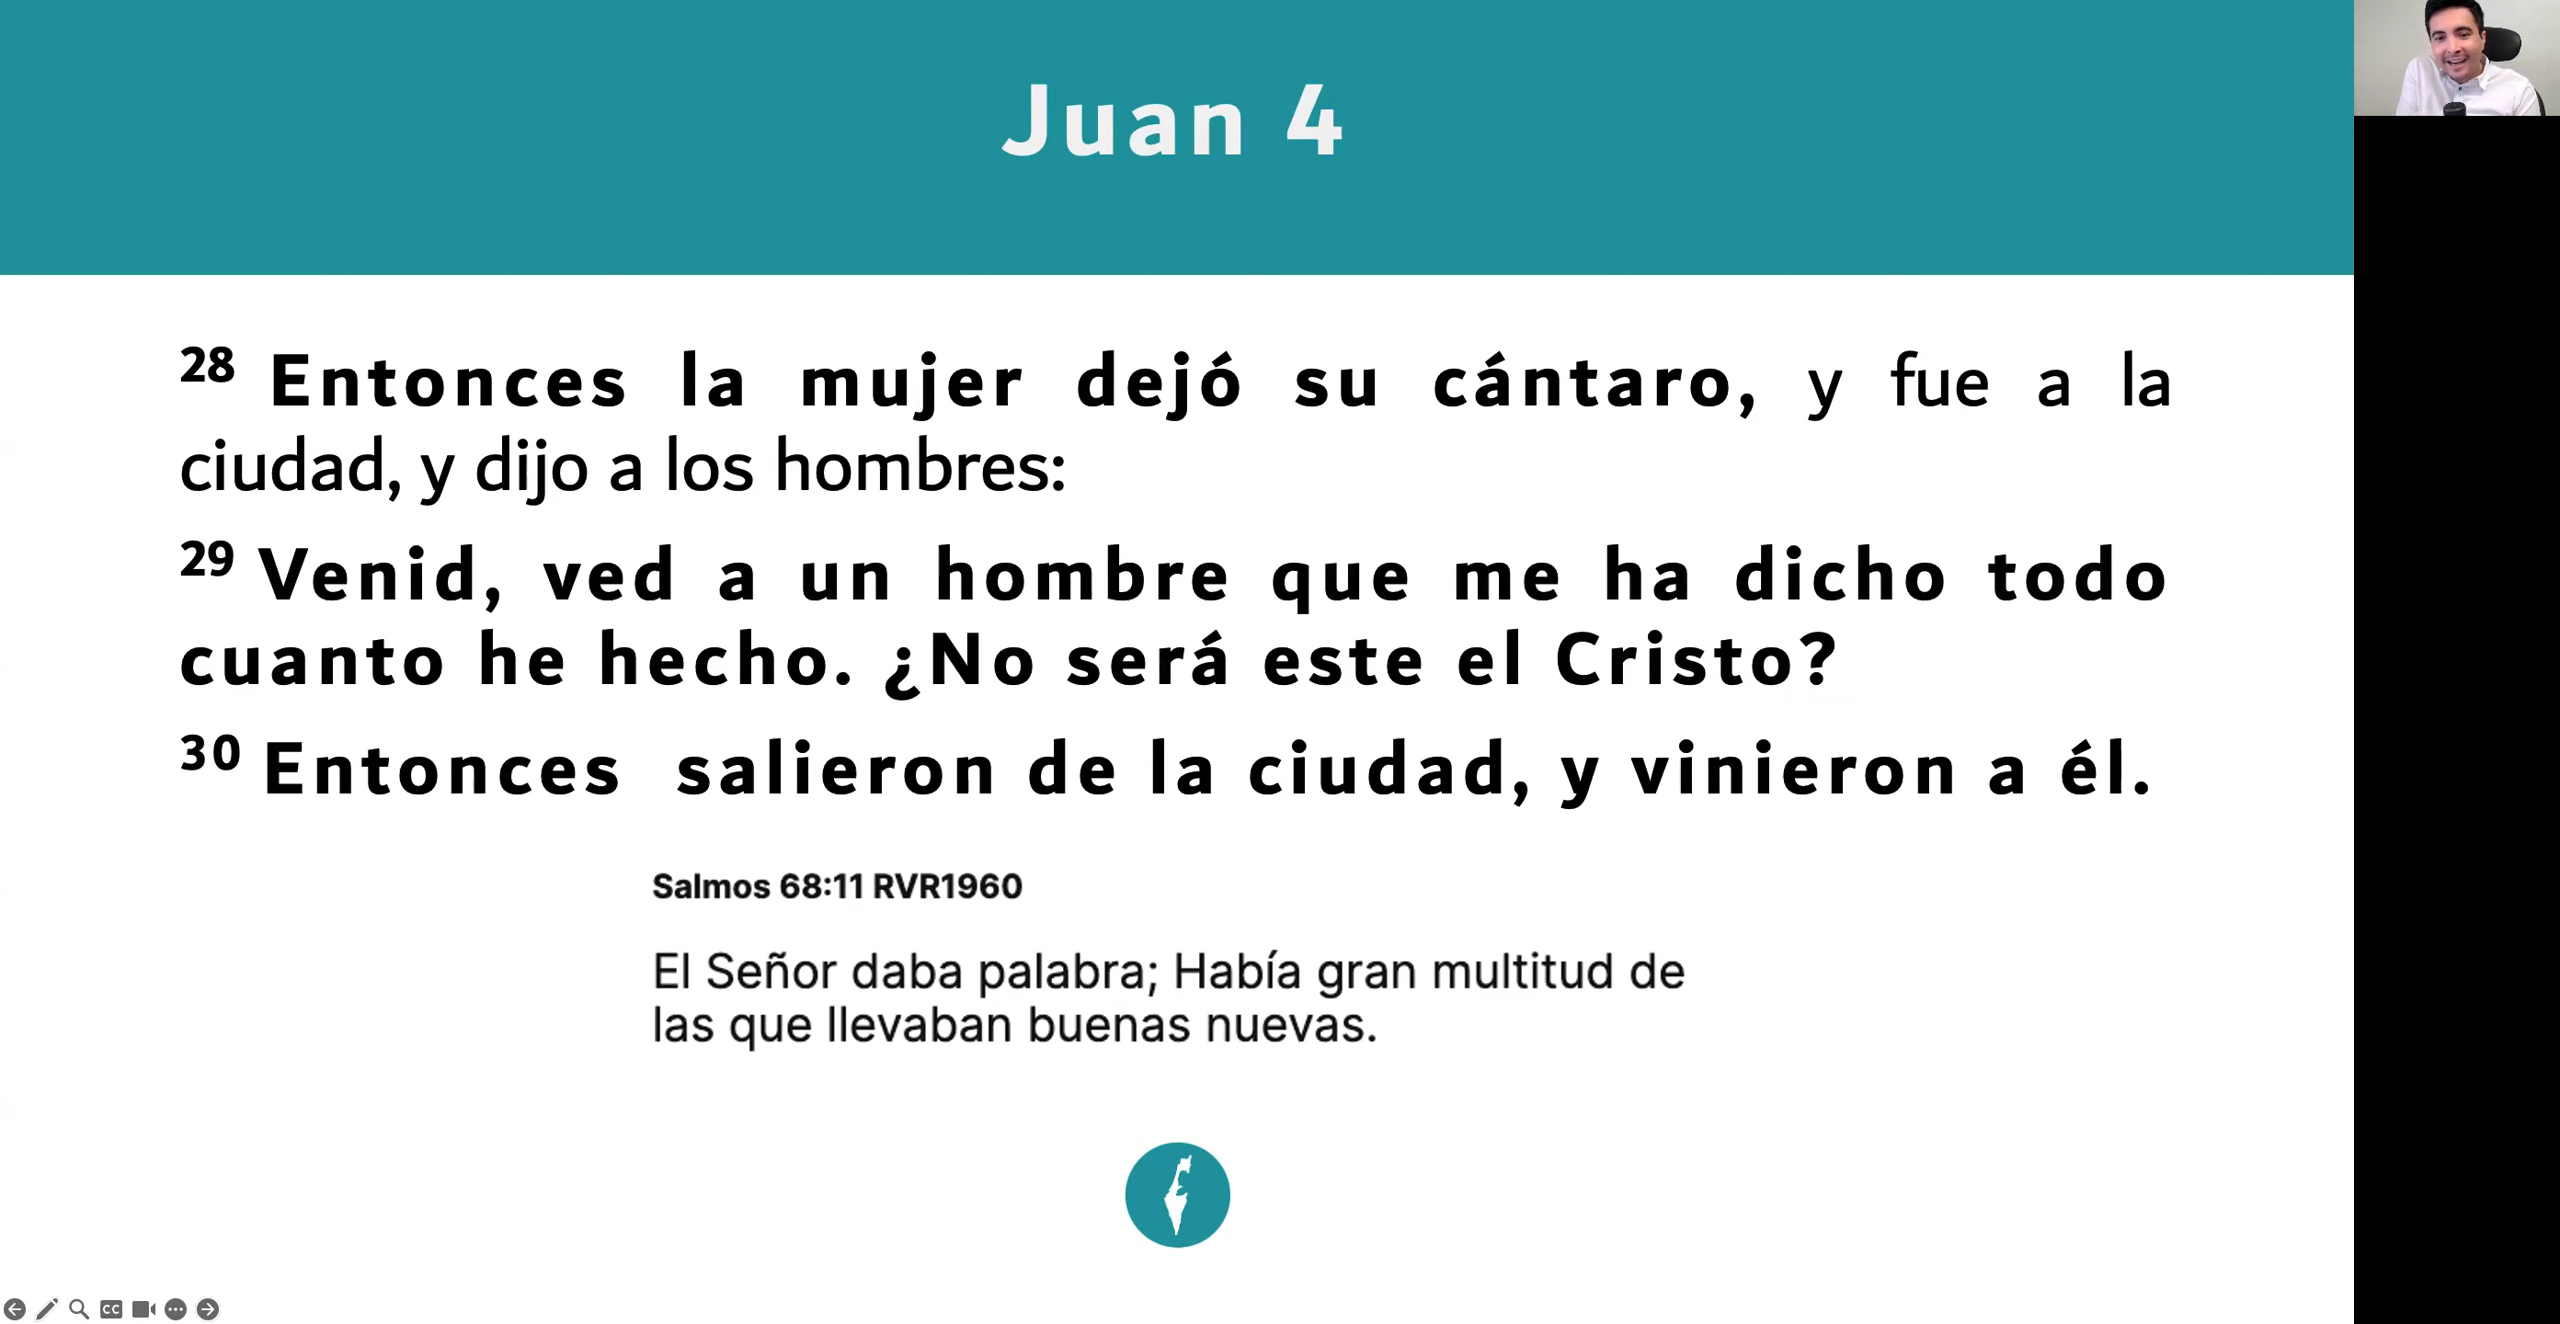 Juan 4
28 Entonces la mujer dejó su cántaro, y fue a la
ciudad, y dijo a los hombres:
29 Venid, ved a un hombre que me ha dicho todo
cuanto he hecho. ¿No será este el Cristo?
30 Entonces salieron de la ciudad, y vinieron a él.
Salmos 68:11 RVR1960
El Señor daba palabra; Había gran multitud de
las que llevaban buenas nuevas.
CC